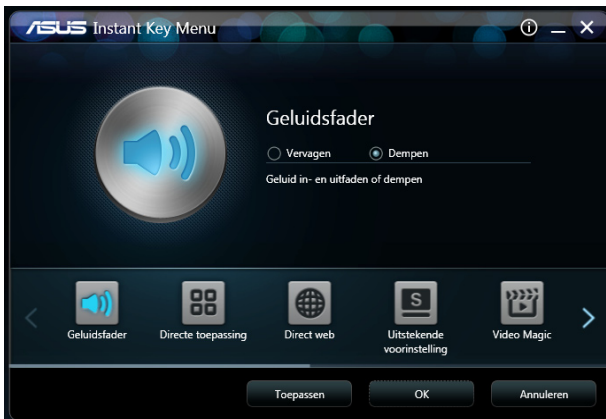 ASUS Instant Key Menu
Geluidsfader
Vervagen Dempen
Geluid in- en uitfaden of dempen
Geluidsfader Directe toepassing Direct web Uitstekende Video Magic
voorinstelling
S
Toepassen OK Annuleren